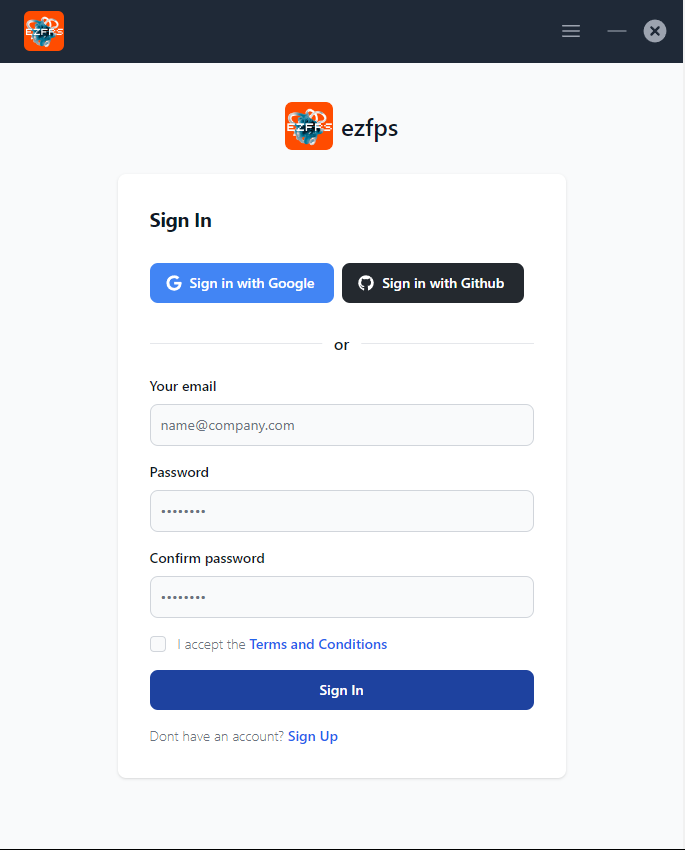 EZFPS
EZFPS ezfps
Sign In
Sign in with Google
Sign in with Github
or
Your email
name@company.com
Password
••••••••
Confirm password
••••••••
I accept the Terms and Conditions
Sign In
Dont have an account? Sign Up